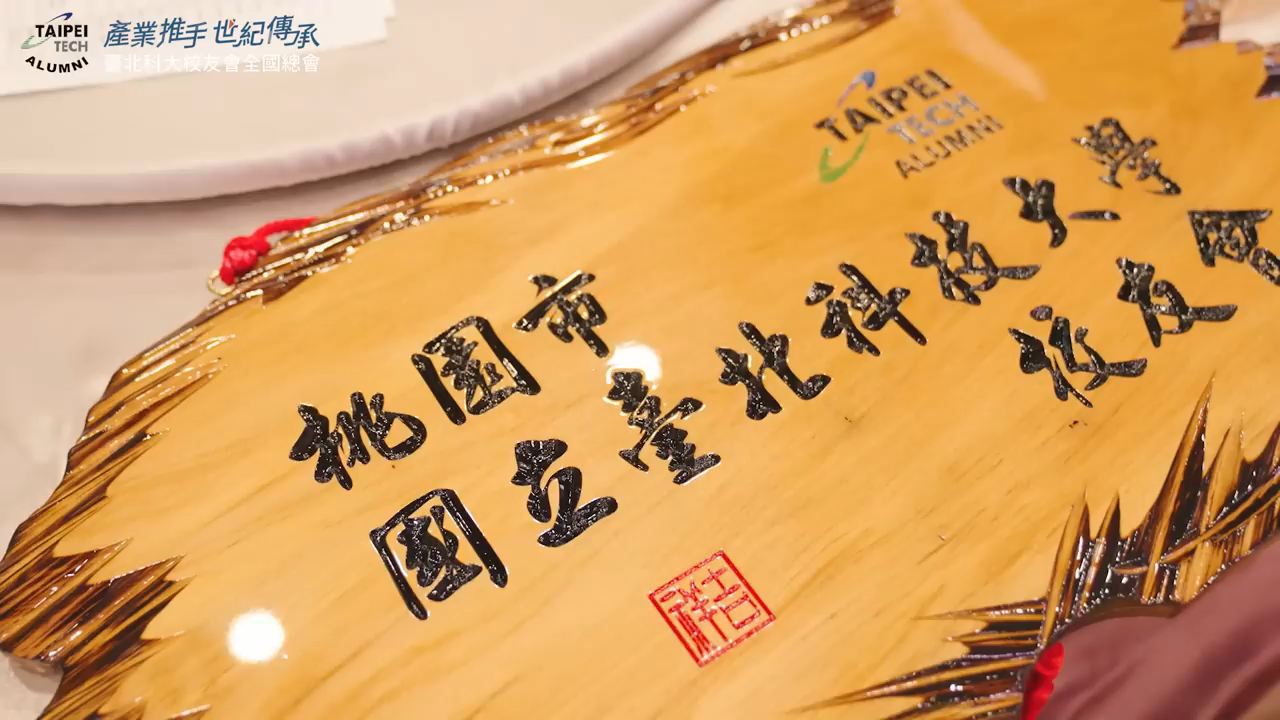 TAIPEI
TECH
ALUMNI
產業推手 世紀傳承
臺北科大校友會全國總會
TAIPEI
TECH
ALUMNI
桃園市
國立臺北科技大學
校友